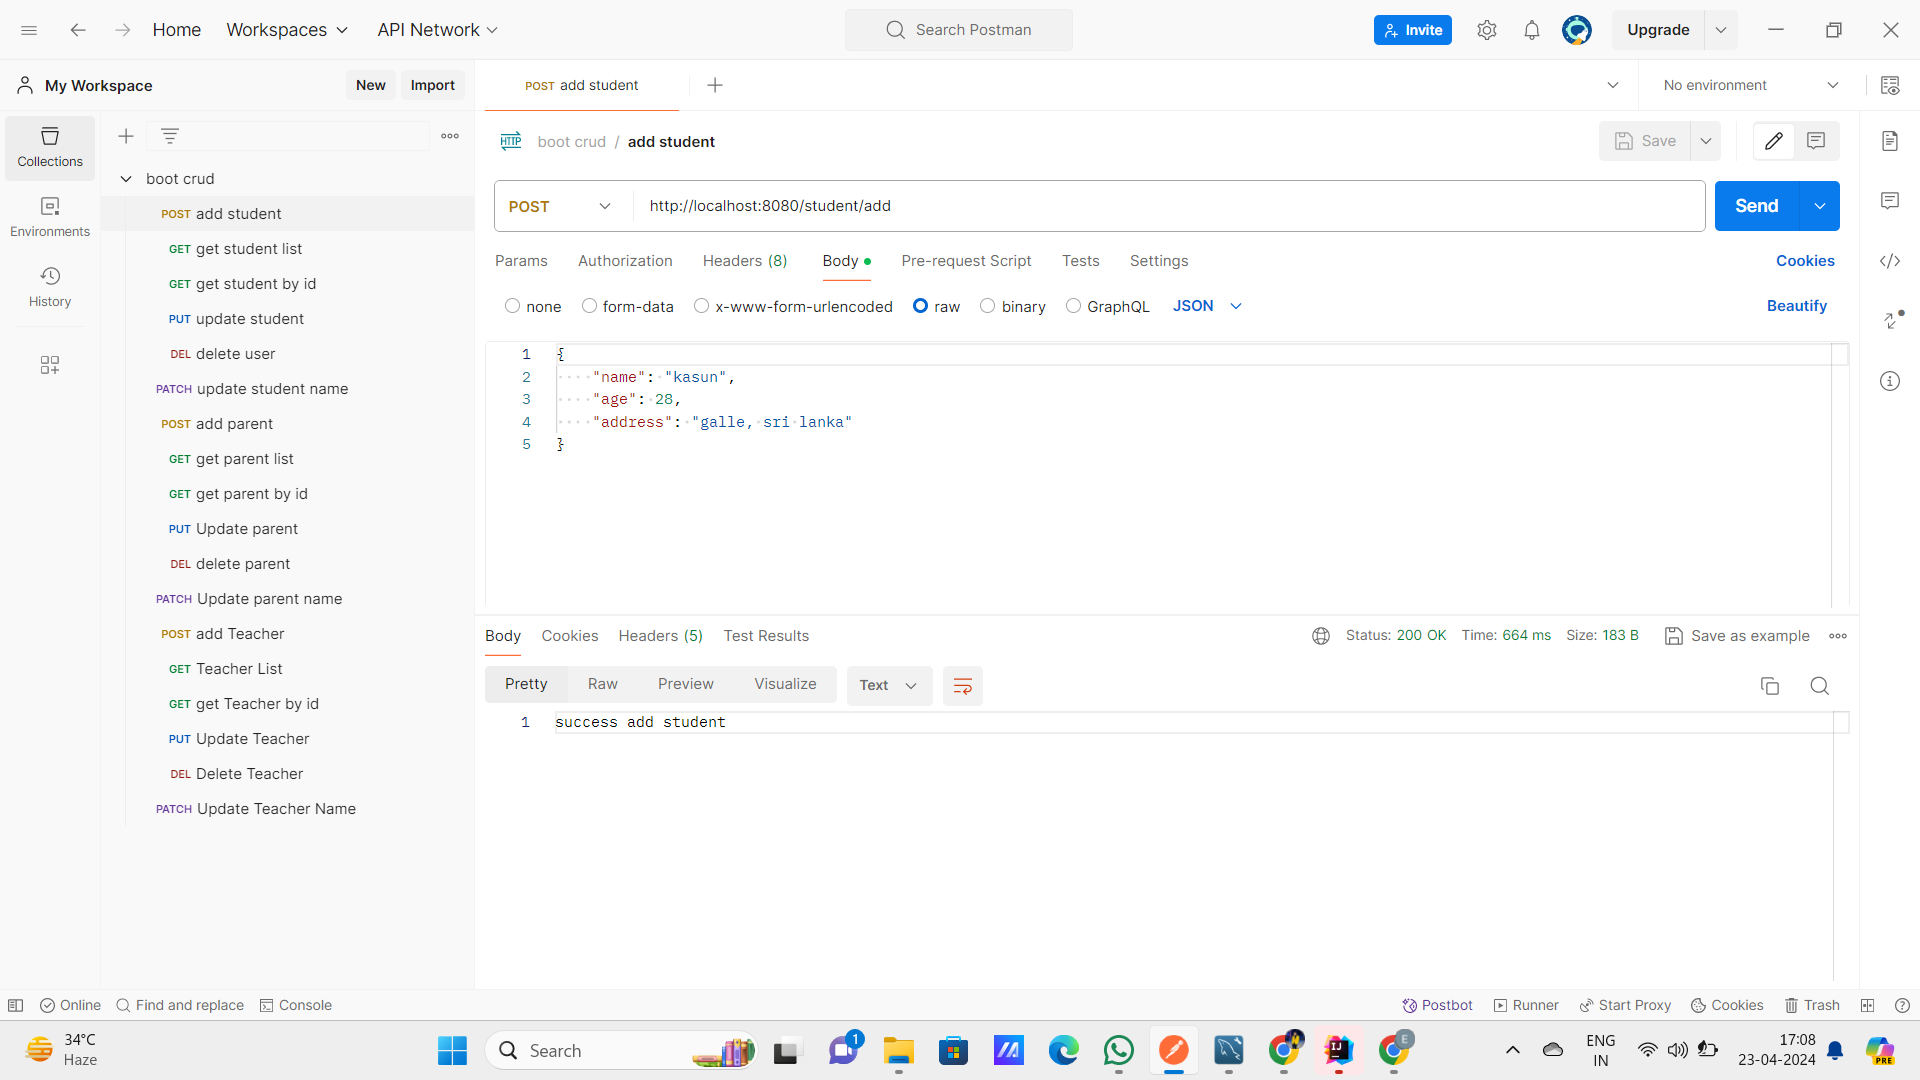 Home Workspaces API Network Search Postman Invite Upgrade
My Workspace New Import POST add student No environment
Collections
Environments
History
boot crud
POST add student
GET get student list
GET get student by id
PUT update student
DEL delete user
PATCH update student name
POST add parent
GET get parent list
GET get parent by id
PUT Update parent
DEL delete parent
PATCH Update parent name
POST add Teacher
GET Teacher List
GET get Teacher by id
PUT Update Teacher
DEL Delete Teacher
PATCH Update Teacher Name
HTTP boot crud / add student Save
POST http://localhost:8080/student/add Send
Params Authorization Headers (8) Body Pre-request Script Tests Settings Cookies
none form-data x-www-form-urlencoded raw binary GraphQL JSON Beautify
1 {
2 "name": "kasun",
3 "age": 28,
4 "address": "galle, sri lanka"
5 }
Body Cookies Headers (5) Test Results Status: 200 OK Time: 664 ms Size: 183 B Save as example
Pretty Raw Preview Visualize Text
1 success add student
Online Find and replace Console Postbot Runner Start Proxy Cookies Trash
34°C
Haze
Search
1
E
ENG
IN
17:08
23-04-2024
PRE